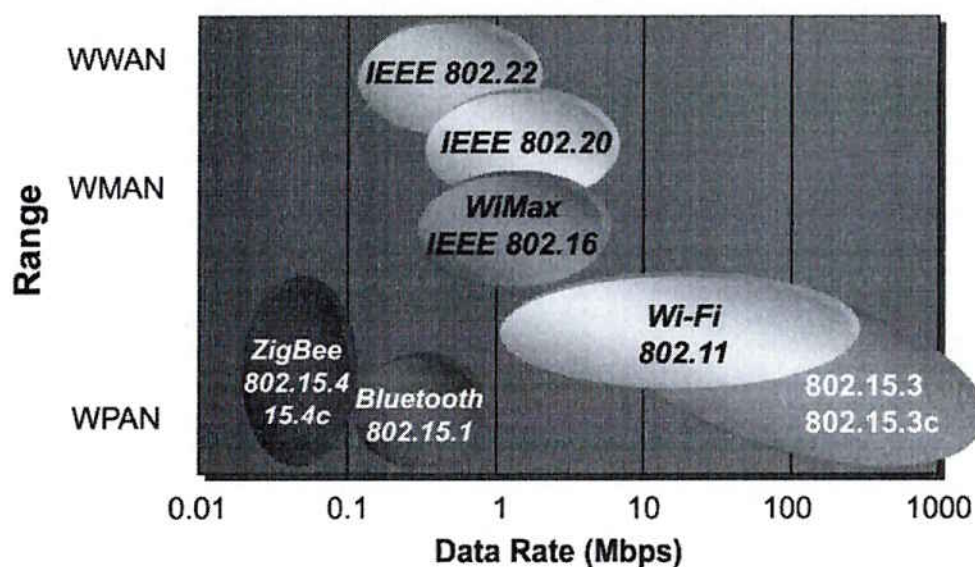 WWAN
IEEE 802.22
IEEE 802.20
WMAN
WiMax
IEEE 802.16
Range
Wi-Fi
802.11
ZigBee
802.15.4
15.4c
Bluetooth
802.15.1
802.15.3
802.15.3c
WPAN
0.01 0.1 1 10 100 1000
Data Rate (Mbps)